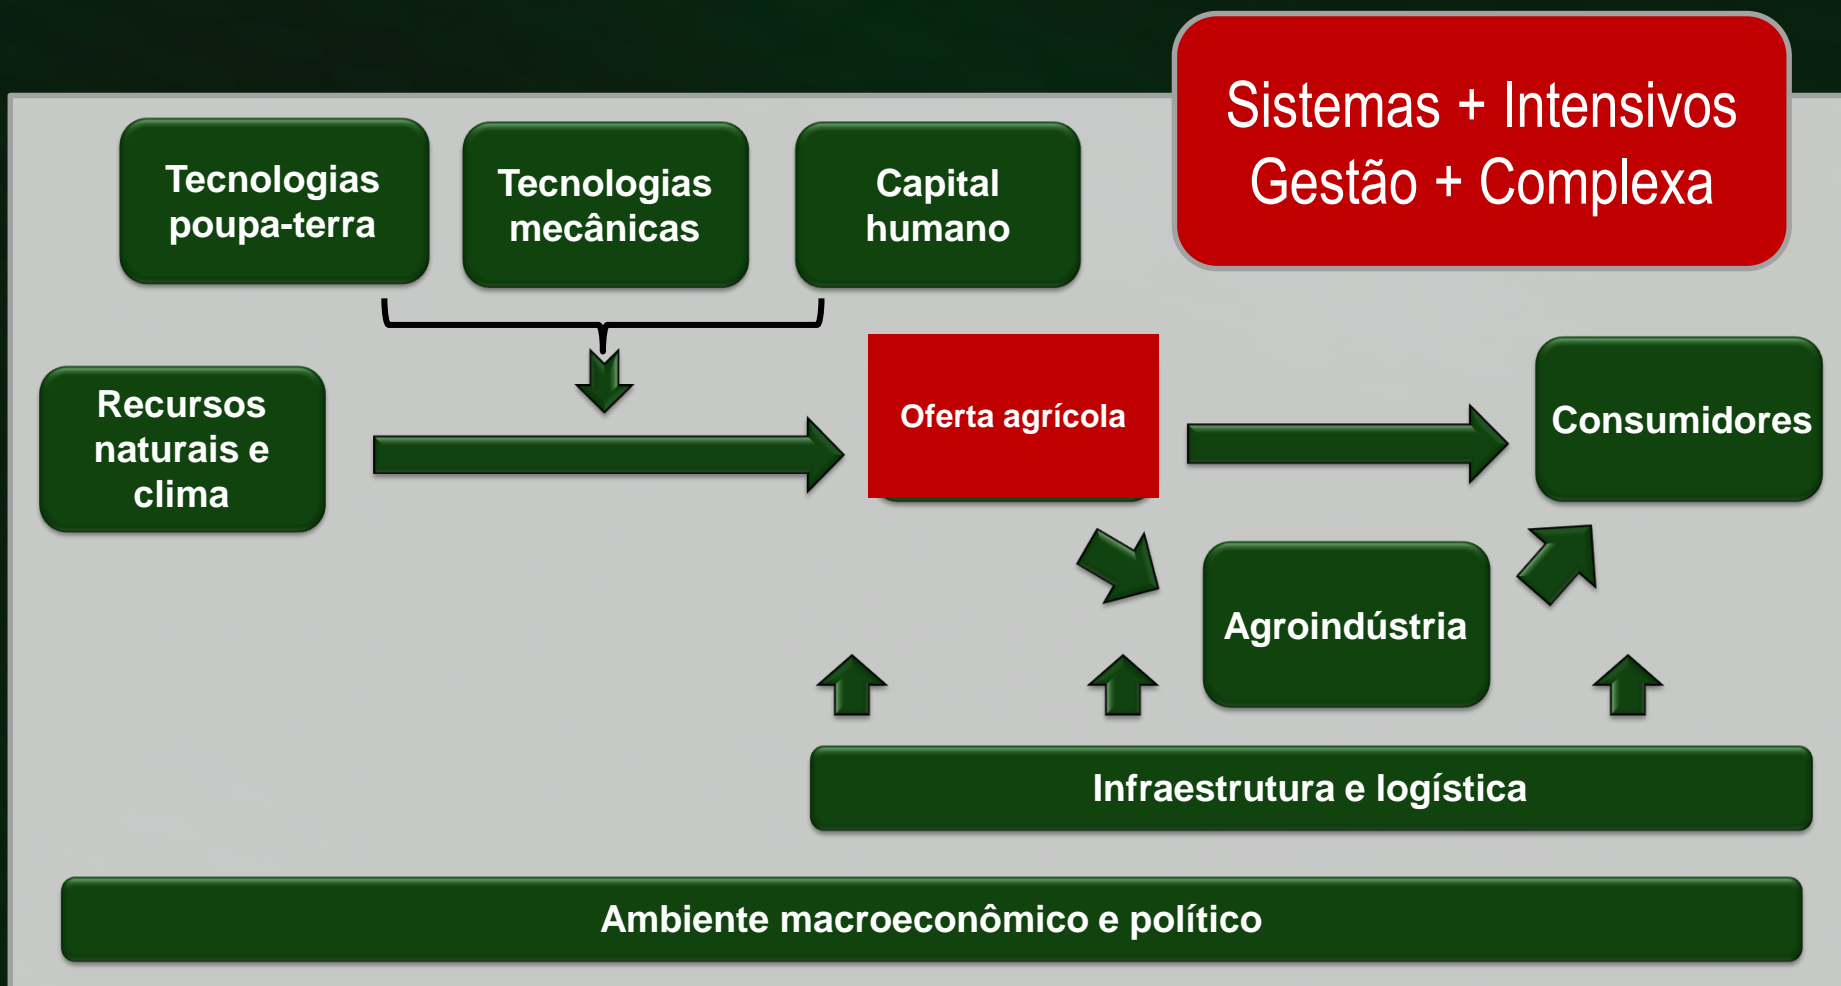 Sistemas + Intensivos
Gestão + Complexa
Tecnologias
poupa-terra
Tecnologias
mecânicas
Capital
humano
Recursos
naturais e
clima
Oferta agrícola
Consumidores
Agroindústria
Infraestrutura e logística
Ambiente macroeconômico e político